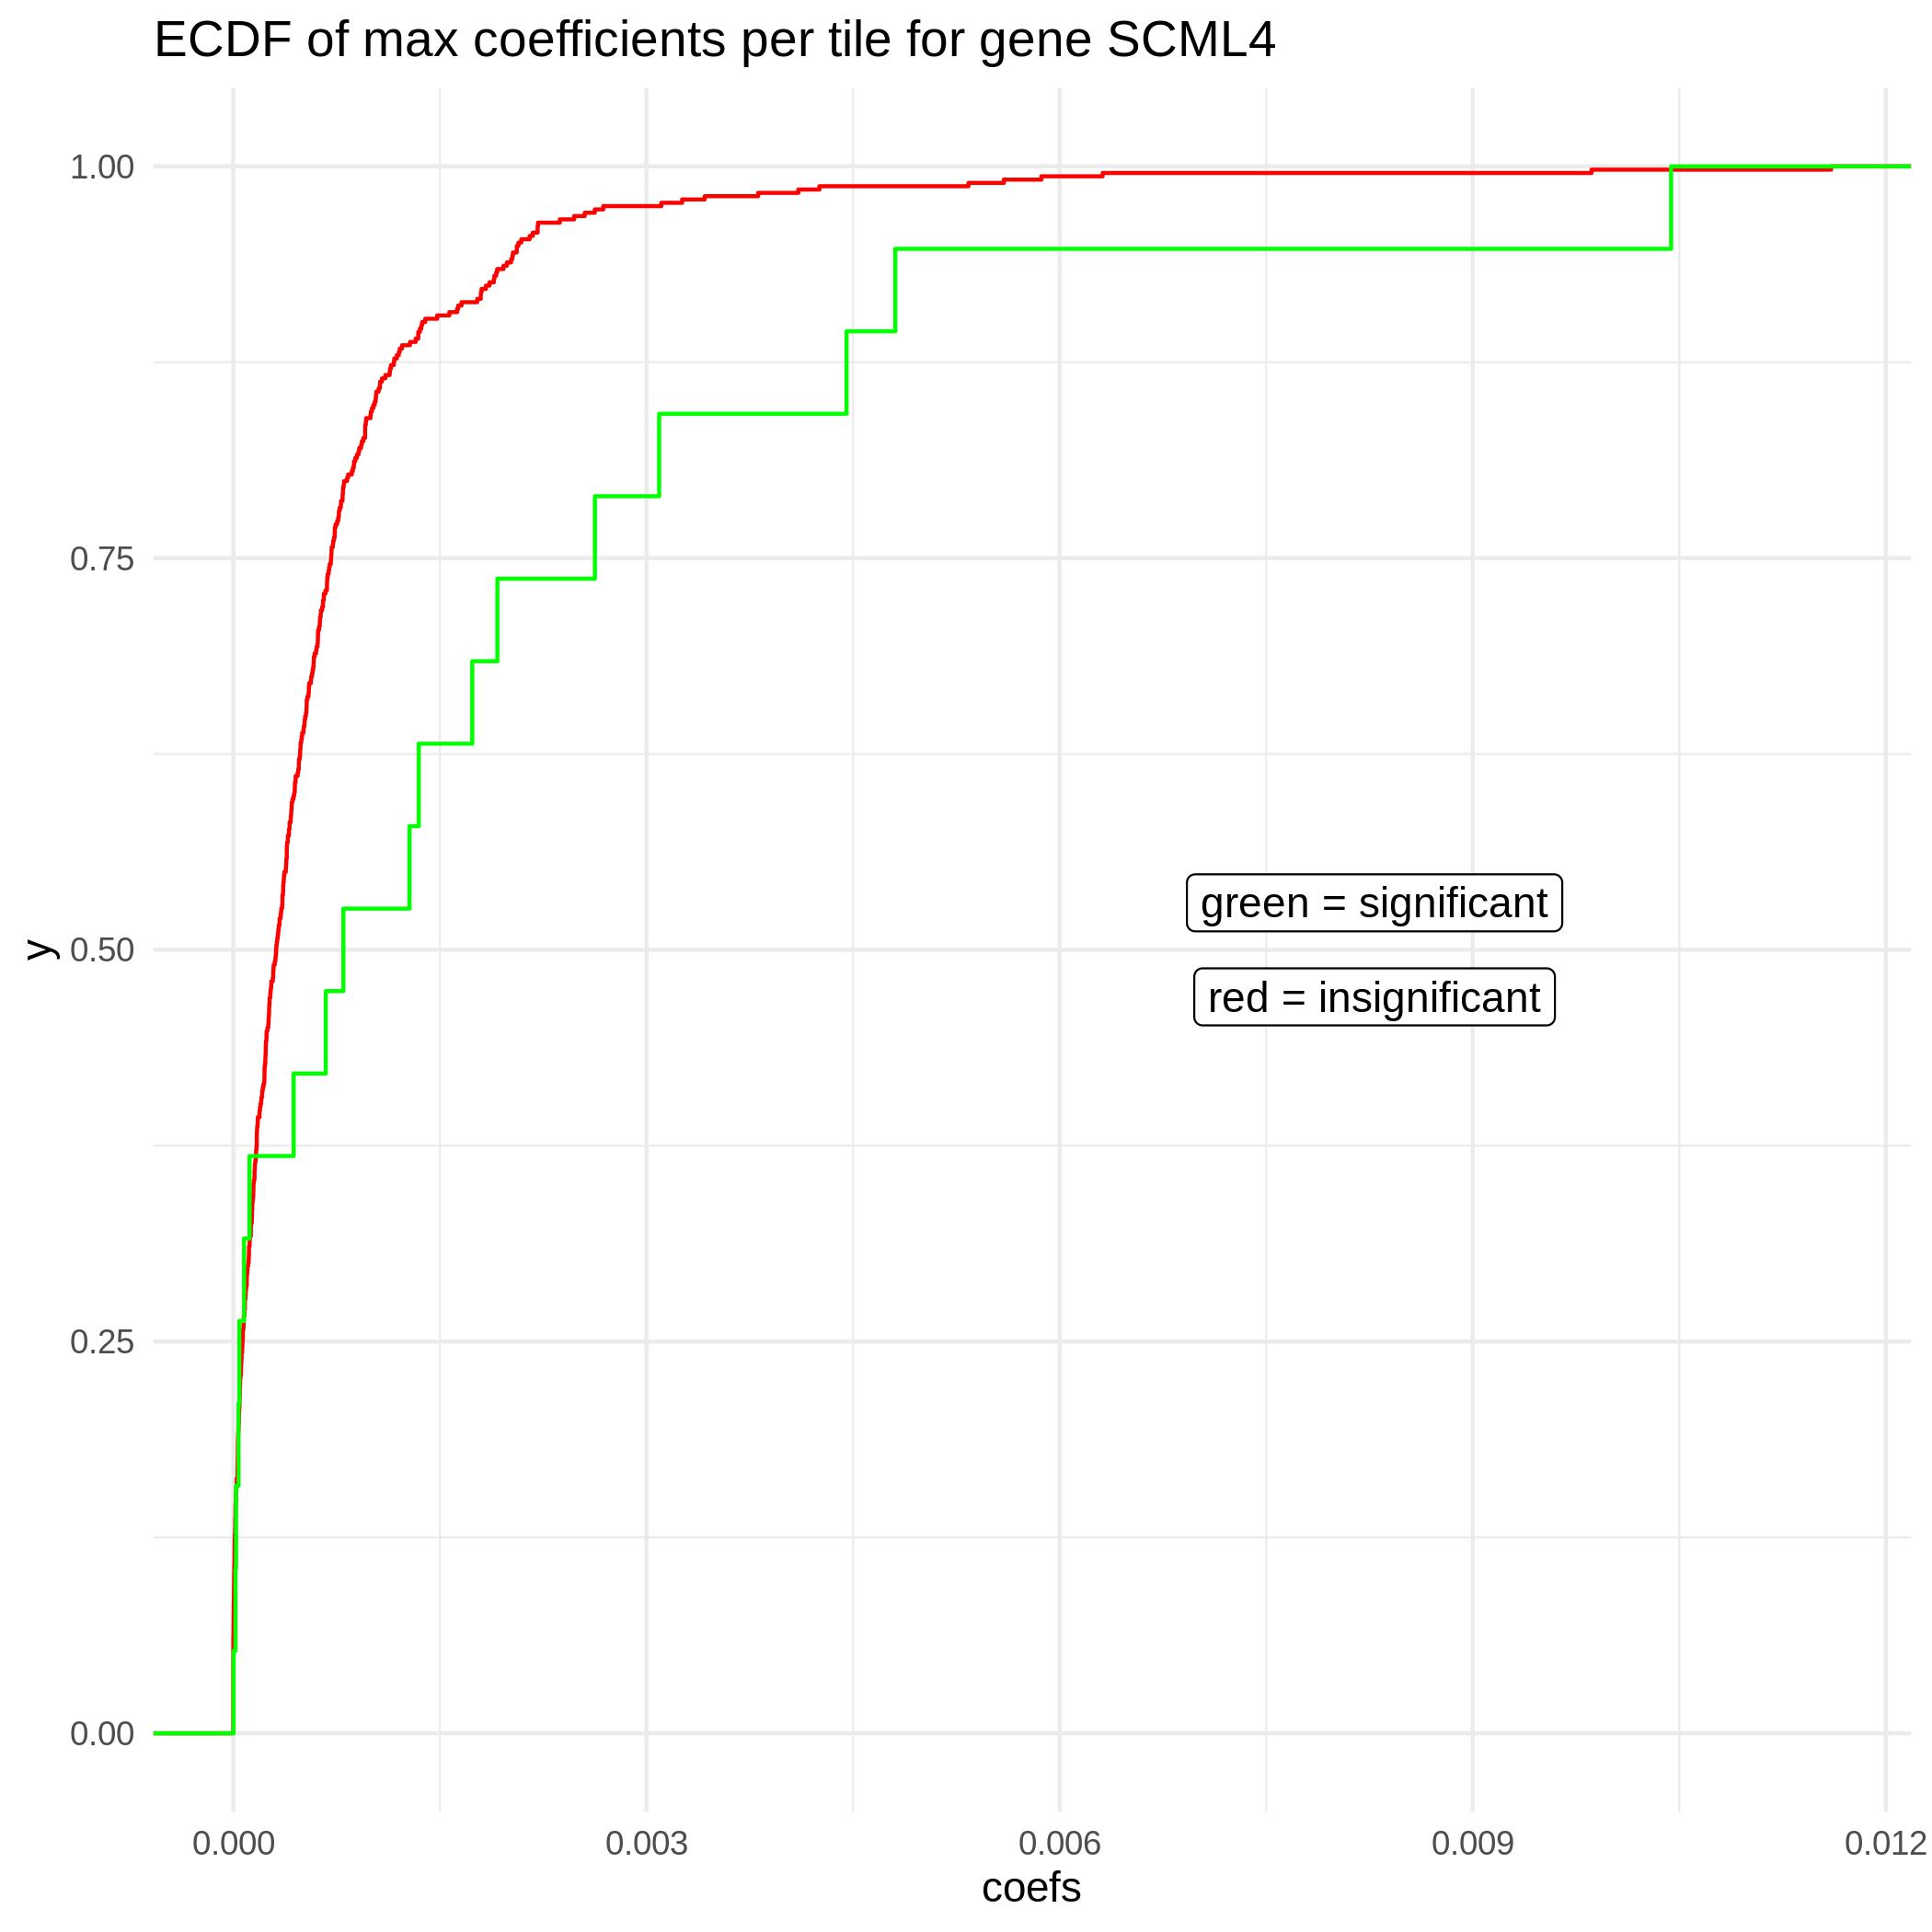 ECDF of max coefficients per tile for gene SCML4
1.00
0.75
0.50
0.25
0.00
y
green = significant
red = insignificant
0.000 0.003 0.006 0.009 0.012
coefs